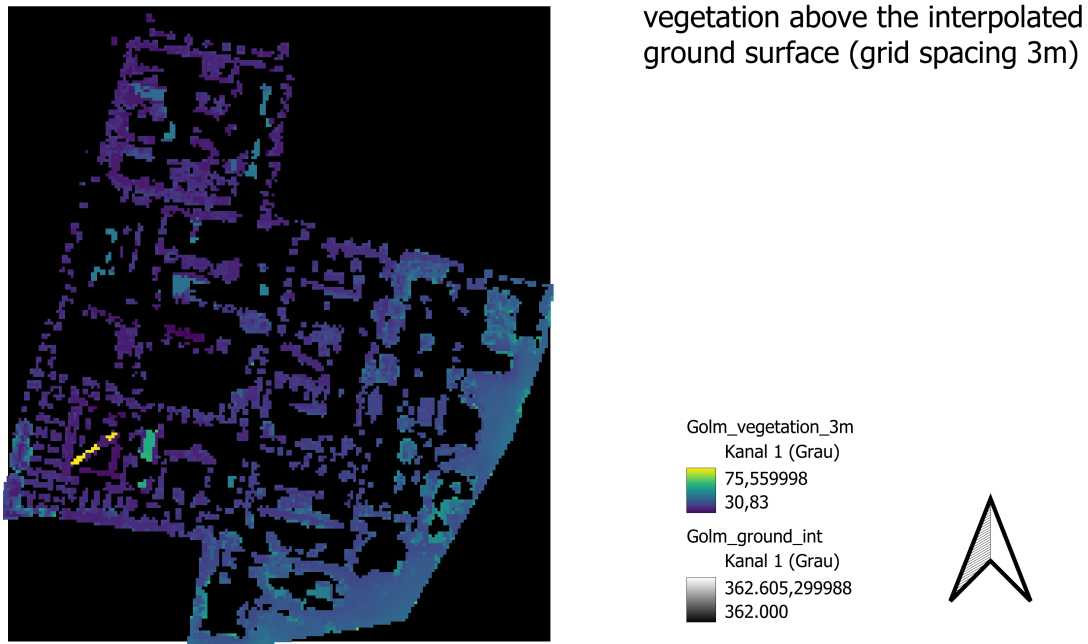 vegetation above the interpolated
ground surface (grid spacing 3m)
Golm_vegetation_3m
Kanal 1 (Grau)
75,559998
30,83
Golm_ground_int
Kanal 1 (Grau)
362.605,299988
362.000